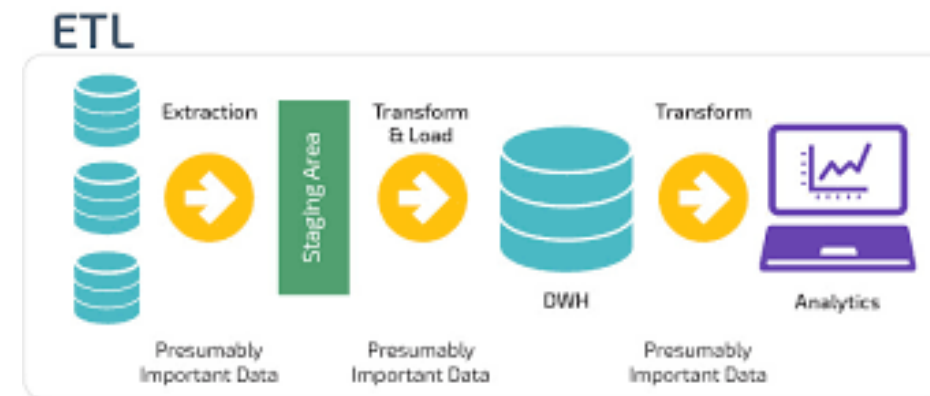 ETL
Extraction
Staging Area
Transform
& Load
Transform
DWH
Analytics
Presumably
Important Data
Presumably
Important Data
Presumably
Important Data